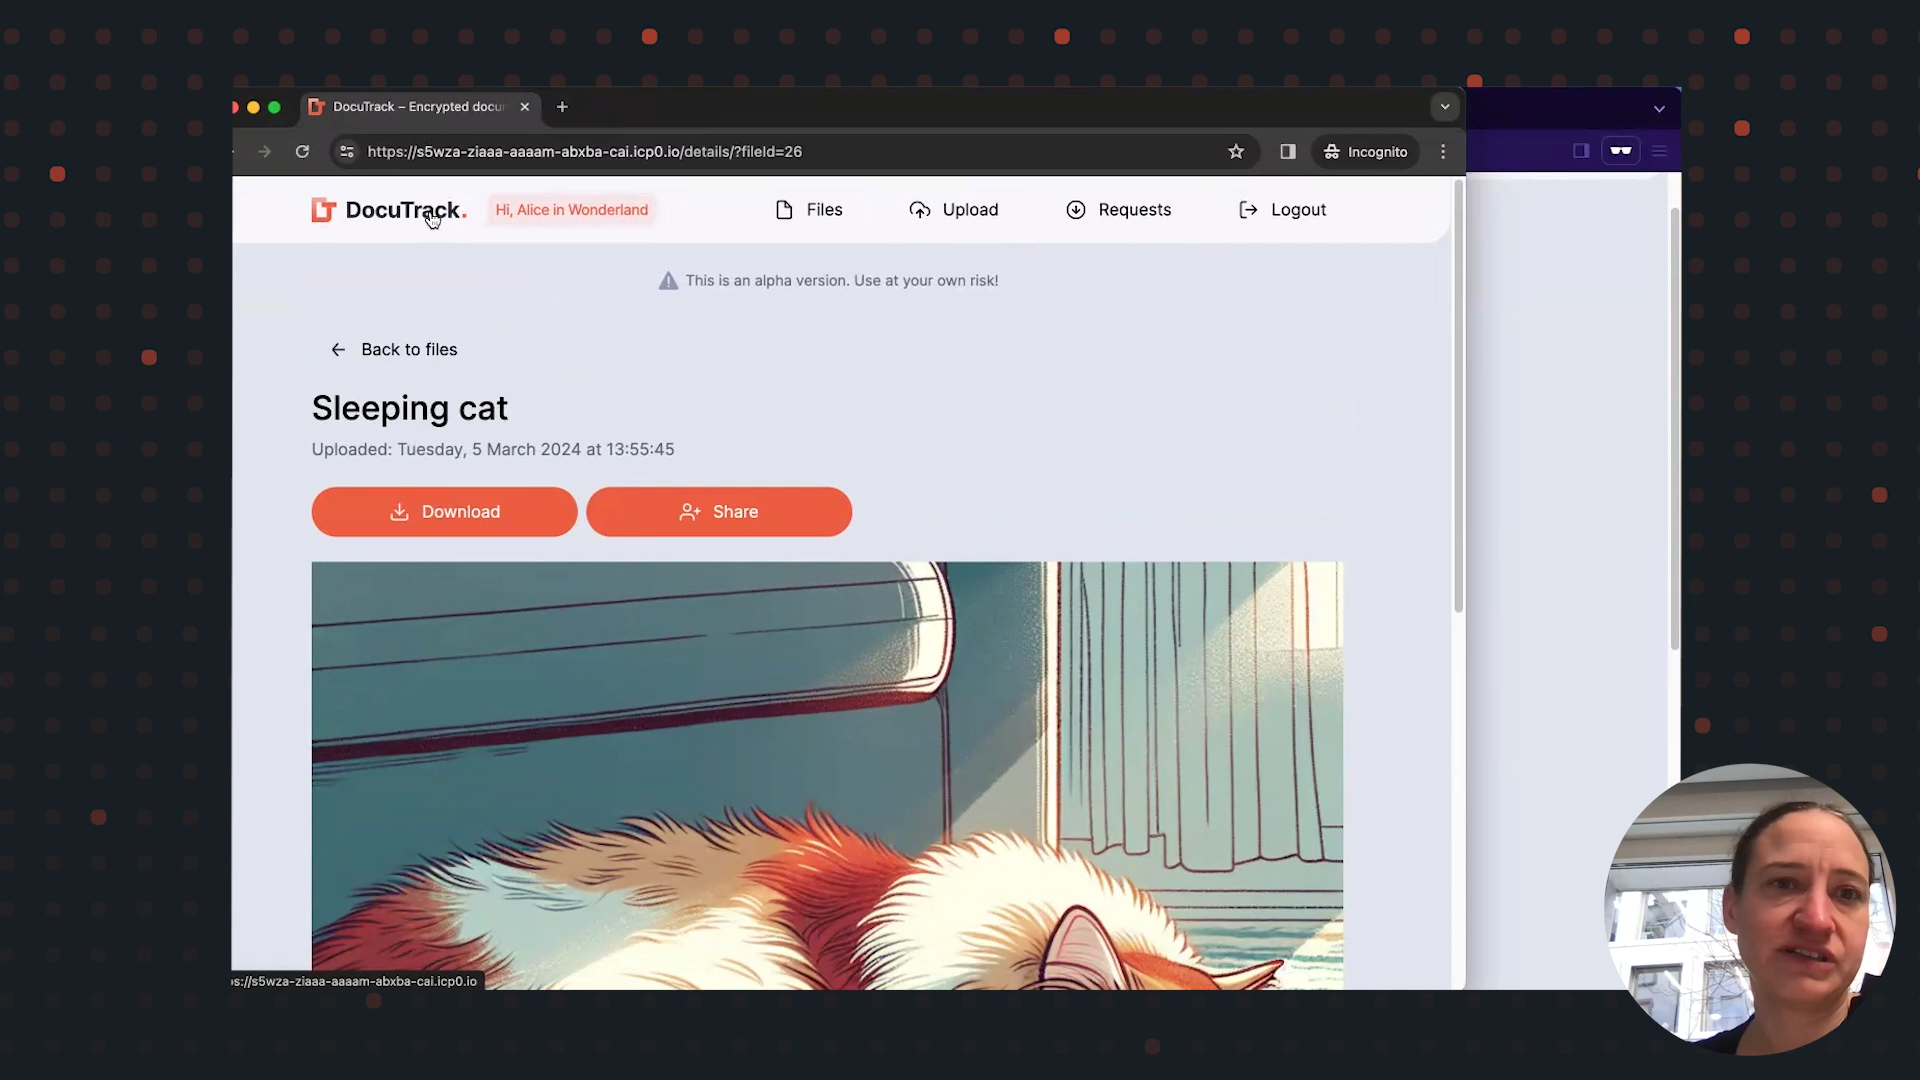 DocuTrack – Encrypted docu
https://s5wza-ziaaa-aaaam-abxba-cai.icp0.io/details/?fileId=26
Incognito
DocuTrack.
Hi, Alice in Wonderland
Files
Upload
Requests
Logout
This is an alpha version. Use at your own risk!
Back to files
Sleeping cat
Uploaded: Tuesday, 5 March 2024 at 13:55:45
Download
Share
s://s5wza-ziaaa-aaaam-abxba-cai.icp0.io